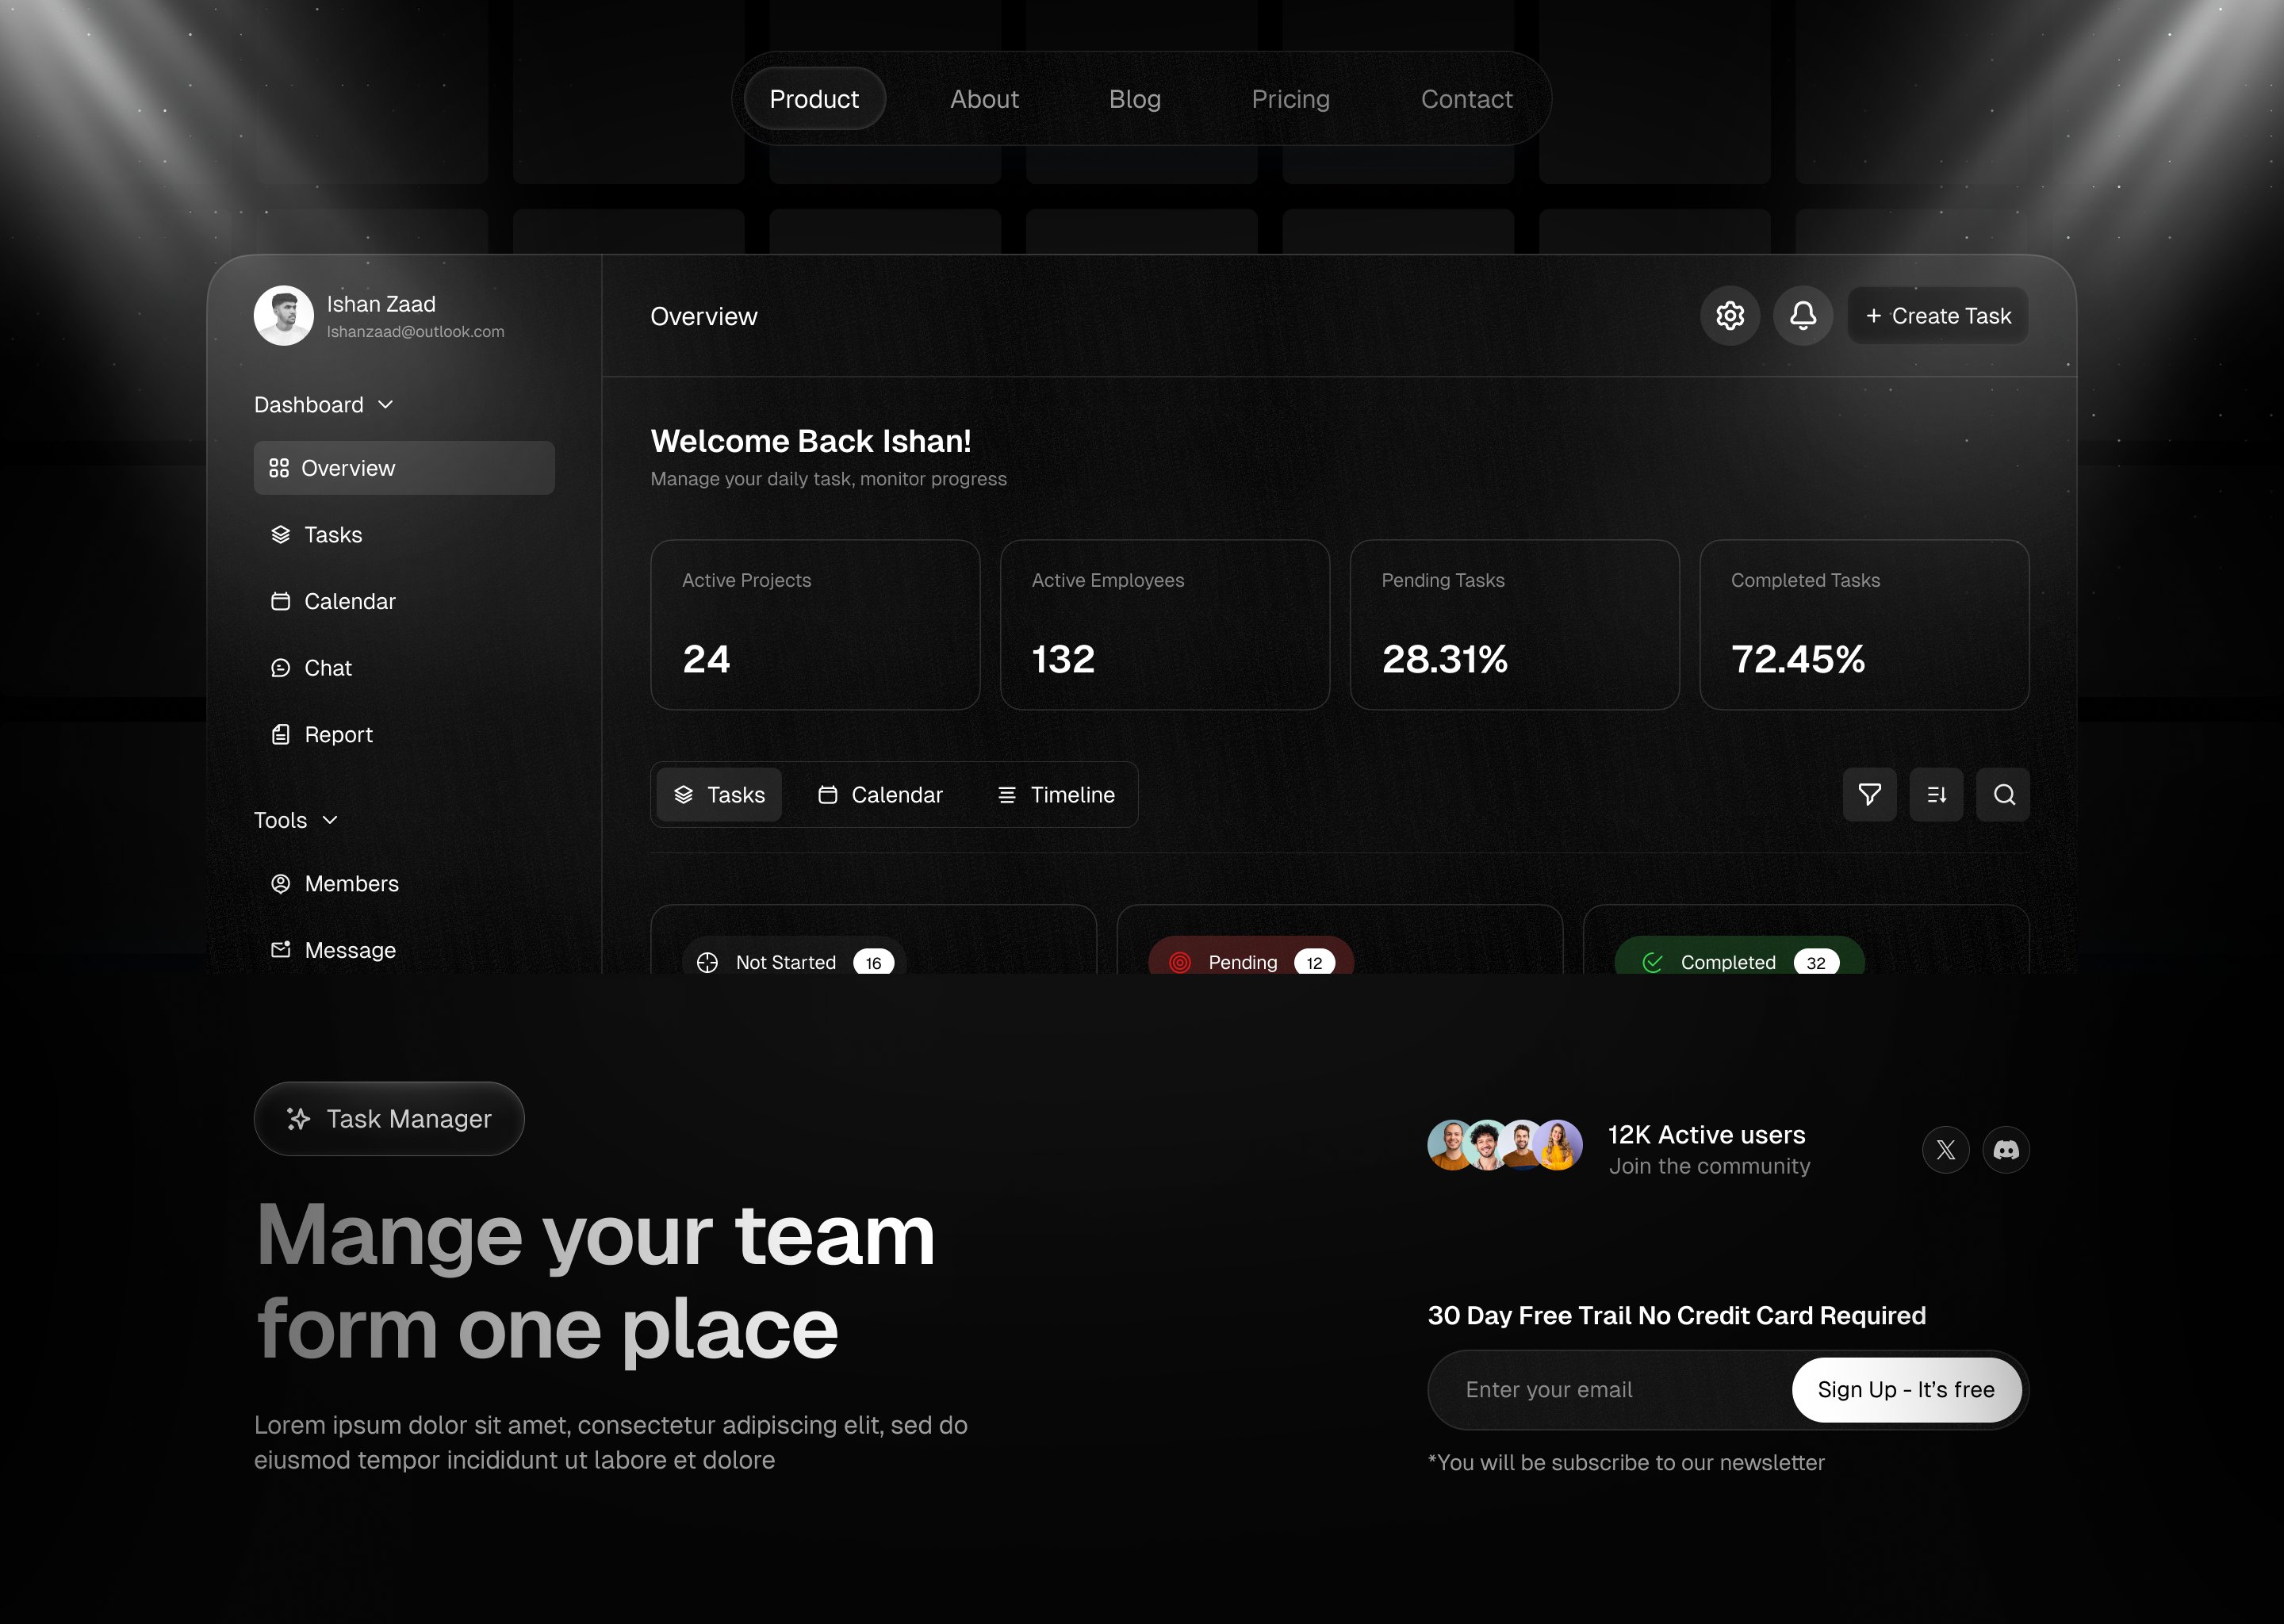 Product
About
Blog
Pricing
Contact
Ishan Zaad
Ishanzaad@outlook.com
Dashboard
Overview
Tasks
Calendar
Chat
Report
Tools
Members
Message
Overview
+ Create Task
Welcome Back Ishan!
Manage your daily task, monitor progress
Active Projects
24
Active Employees
132
Pending Tasks
28.31%
Completed Tasks
72.45%
Tasks
Calendar
Timeline
Not Started 16
Pending 12
Completed 32
Task Manager
Mange your team
form one place
Lorem ipsum dolor sit amet, consectetur adipiscing elit, sed do
eiusmod tempor incididunt ut labore et dolore
12K Active users
Join the community
30 Day Free Trail No Credit Card Required
Enter your email
Sign Up - It’s free
*You will be subscribe to our newsletter